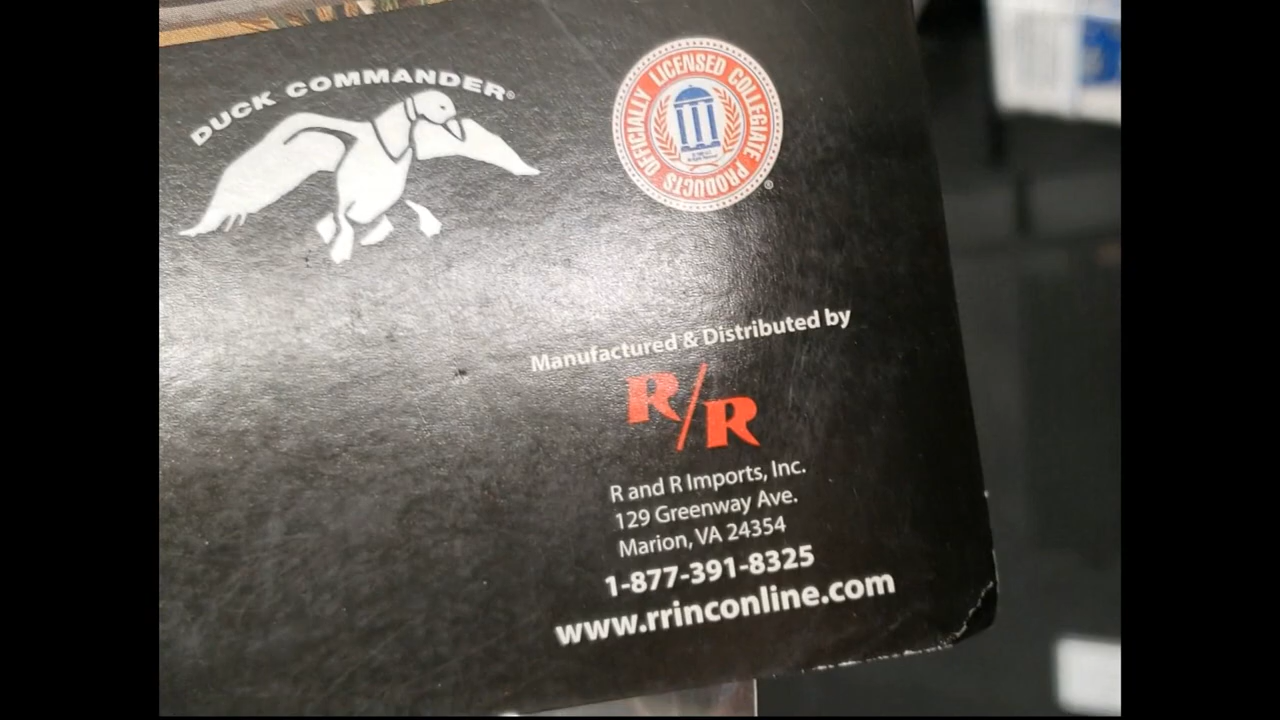 DUCK COMMANDER®
OFFICIALLY LICENSED COLLEGIATE PRODUCTS
®
Manufactured & Distributed by
R/R
R and R Imports, Inc.
129 Greenway Ave.
Marion, VA 24354
1-877-391-8325
www.rrinconline.com